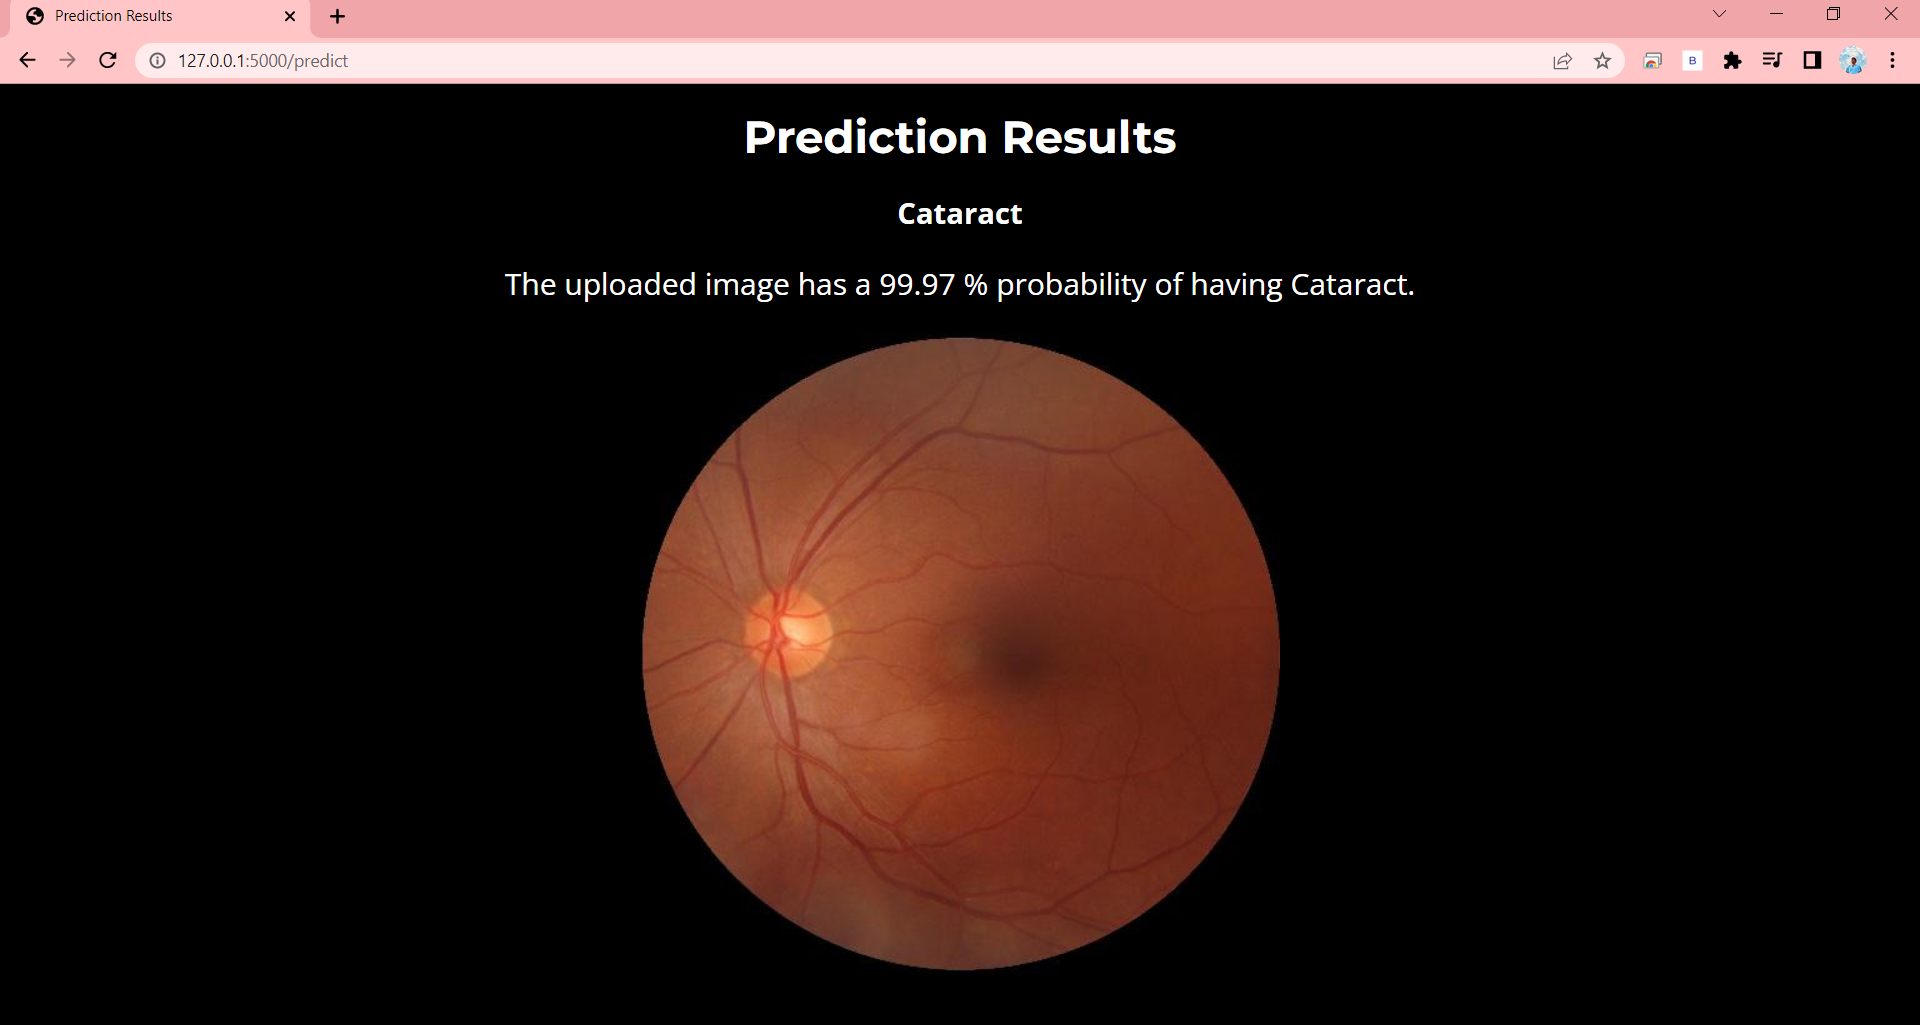 Prediction Results
127.0.0.1:5000/predict
B
Prediction Results
Cataract
The uploaded image has a 99.97 % probability of having Cataract.